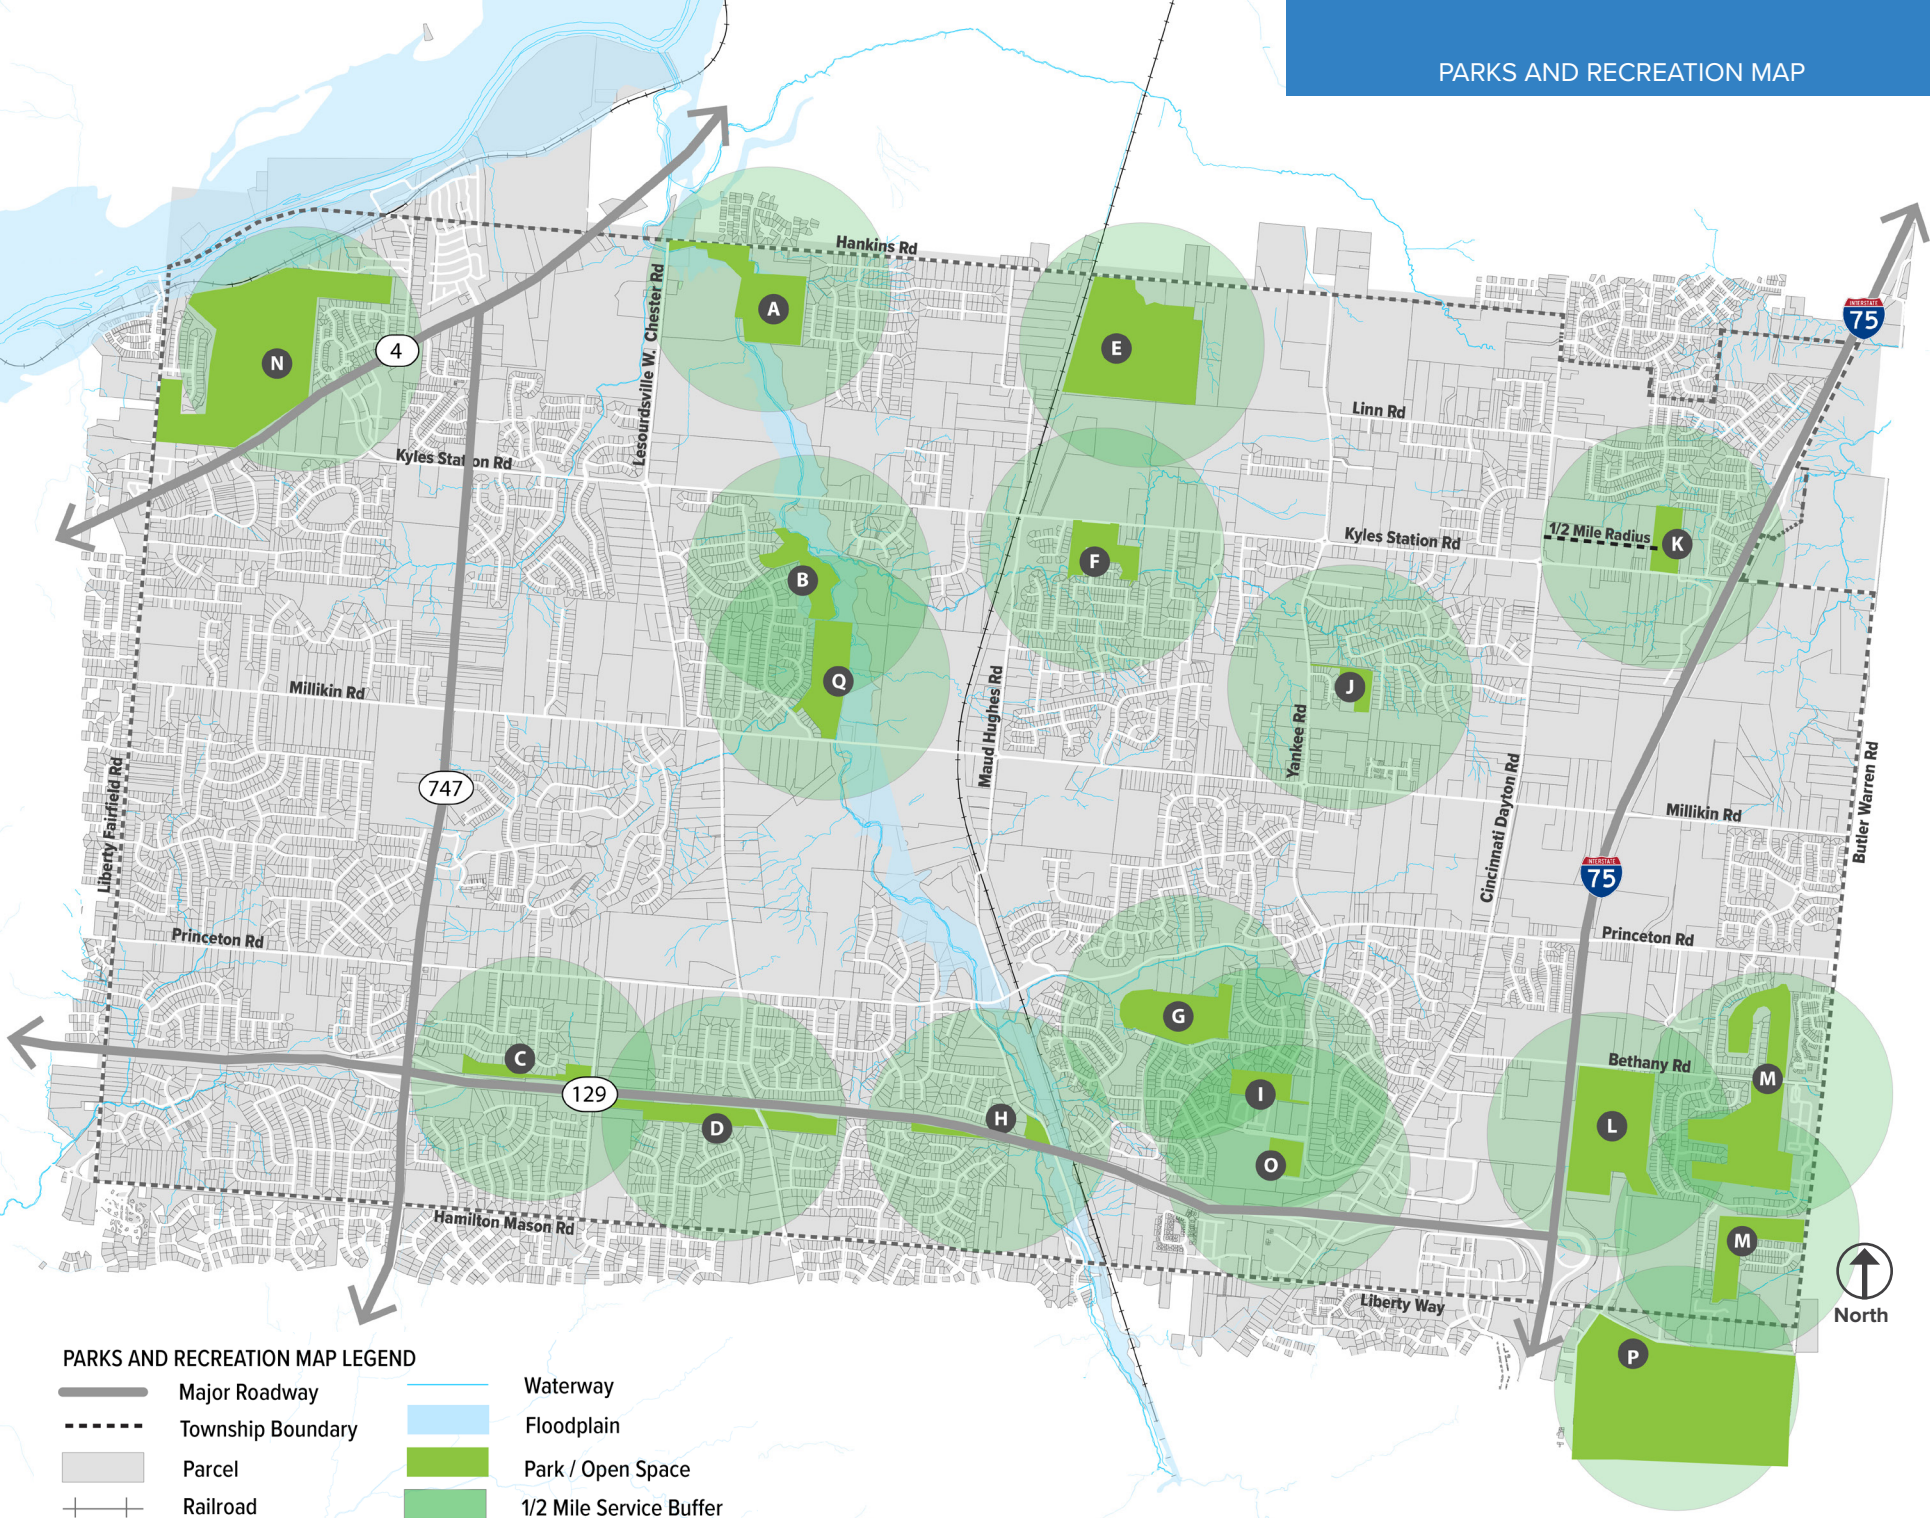 PARKS AND RECREATION MAP
INTERSTATE
75
Hankins Rd
A
Lesourdsville W. Chester Rd
E
N
4
Linn Rd
Kyles Station Rd
1/2 Mile Radius
K
Kyles Station Rd
F
B
Q
J
Millikin Rd
Maud Hughes Rd
Yankee Rd
747
Cincinnati Dayton Rd
Millikin Rd
Butler Warren Rd
Liberty Fairfield Rd
INTERSTATE
75
Princeton Rd
Princeton Rd
G
C
Bethany Rd
M
129
I
D
H
L
O
Hamilton Mason Rd
M
Liberty Way
North
P
PARKS AND RECREATION MAP LEGEND
Major Roadway
Township Boundary
Parcel
Railroad
Waterway
Floodplain
Park / Open Space
1/2 Mile Service Buffer